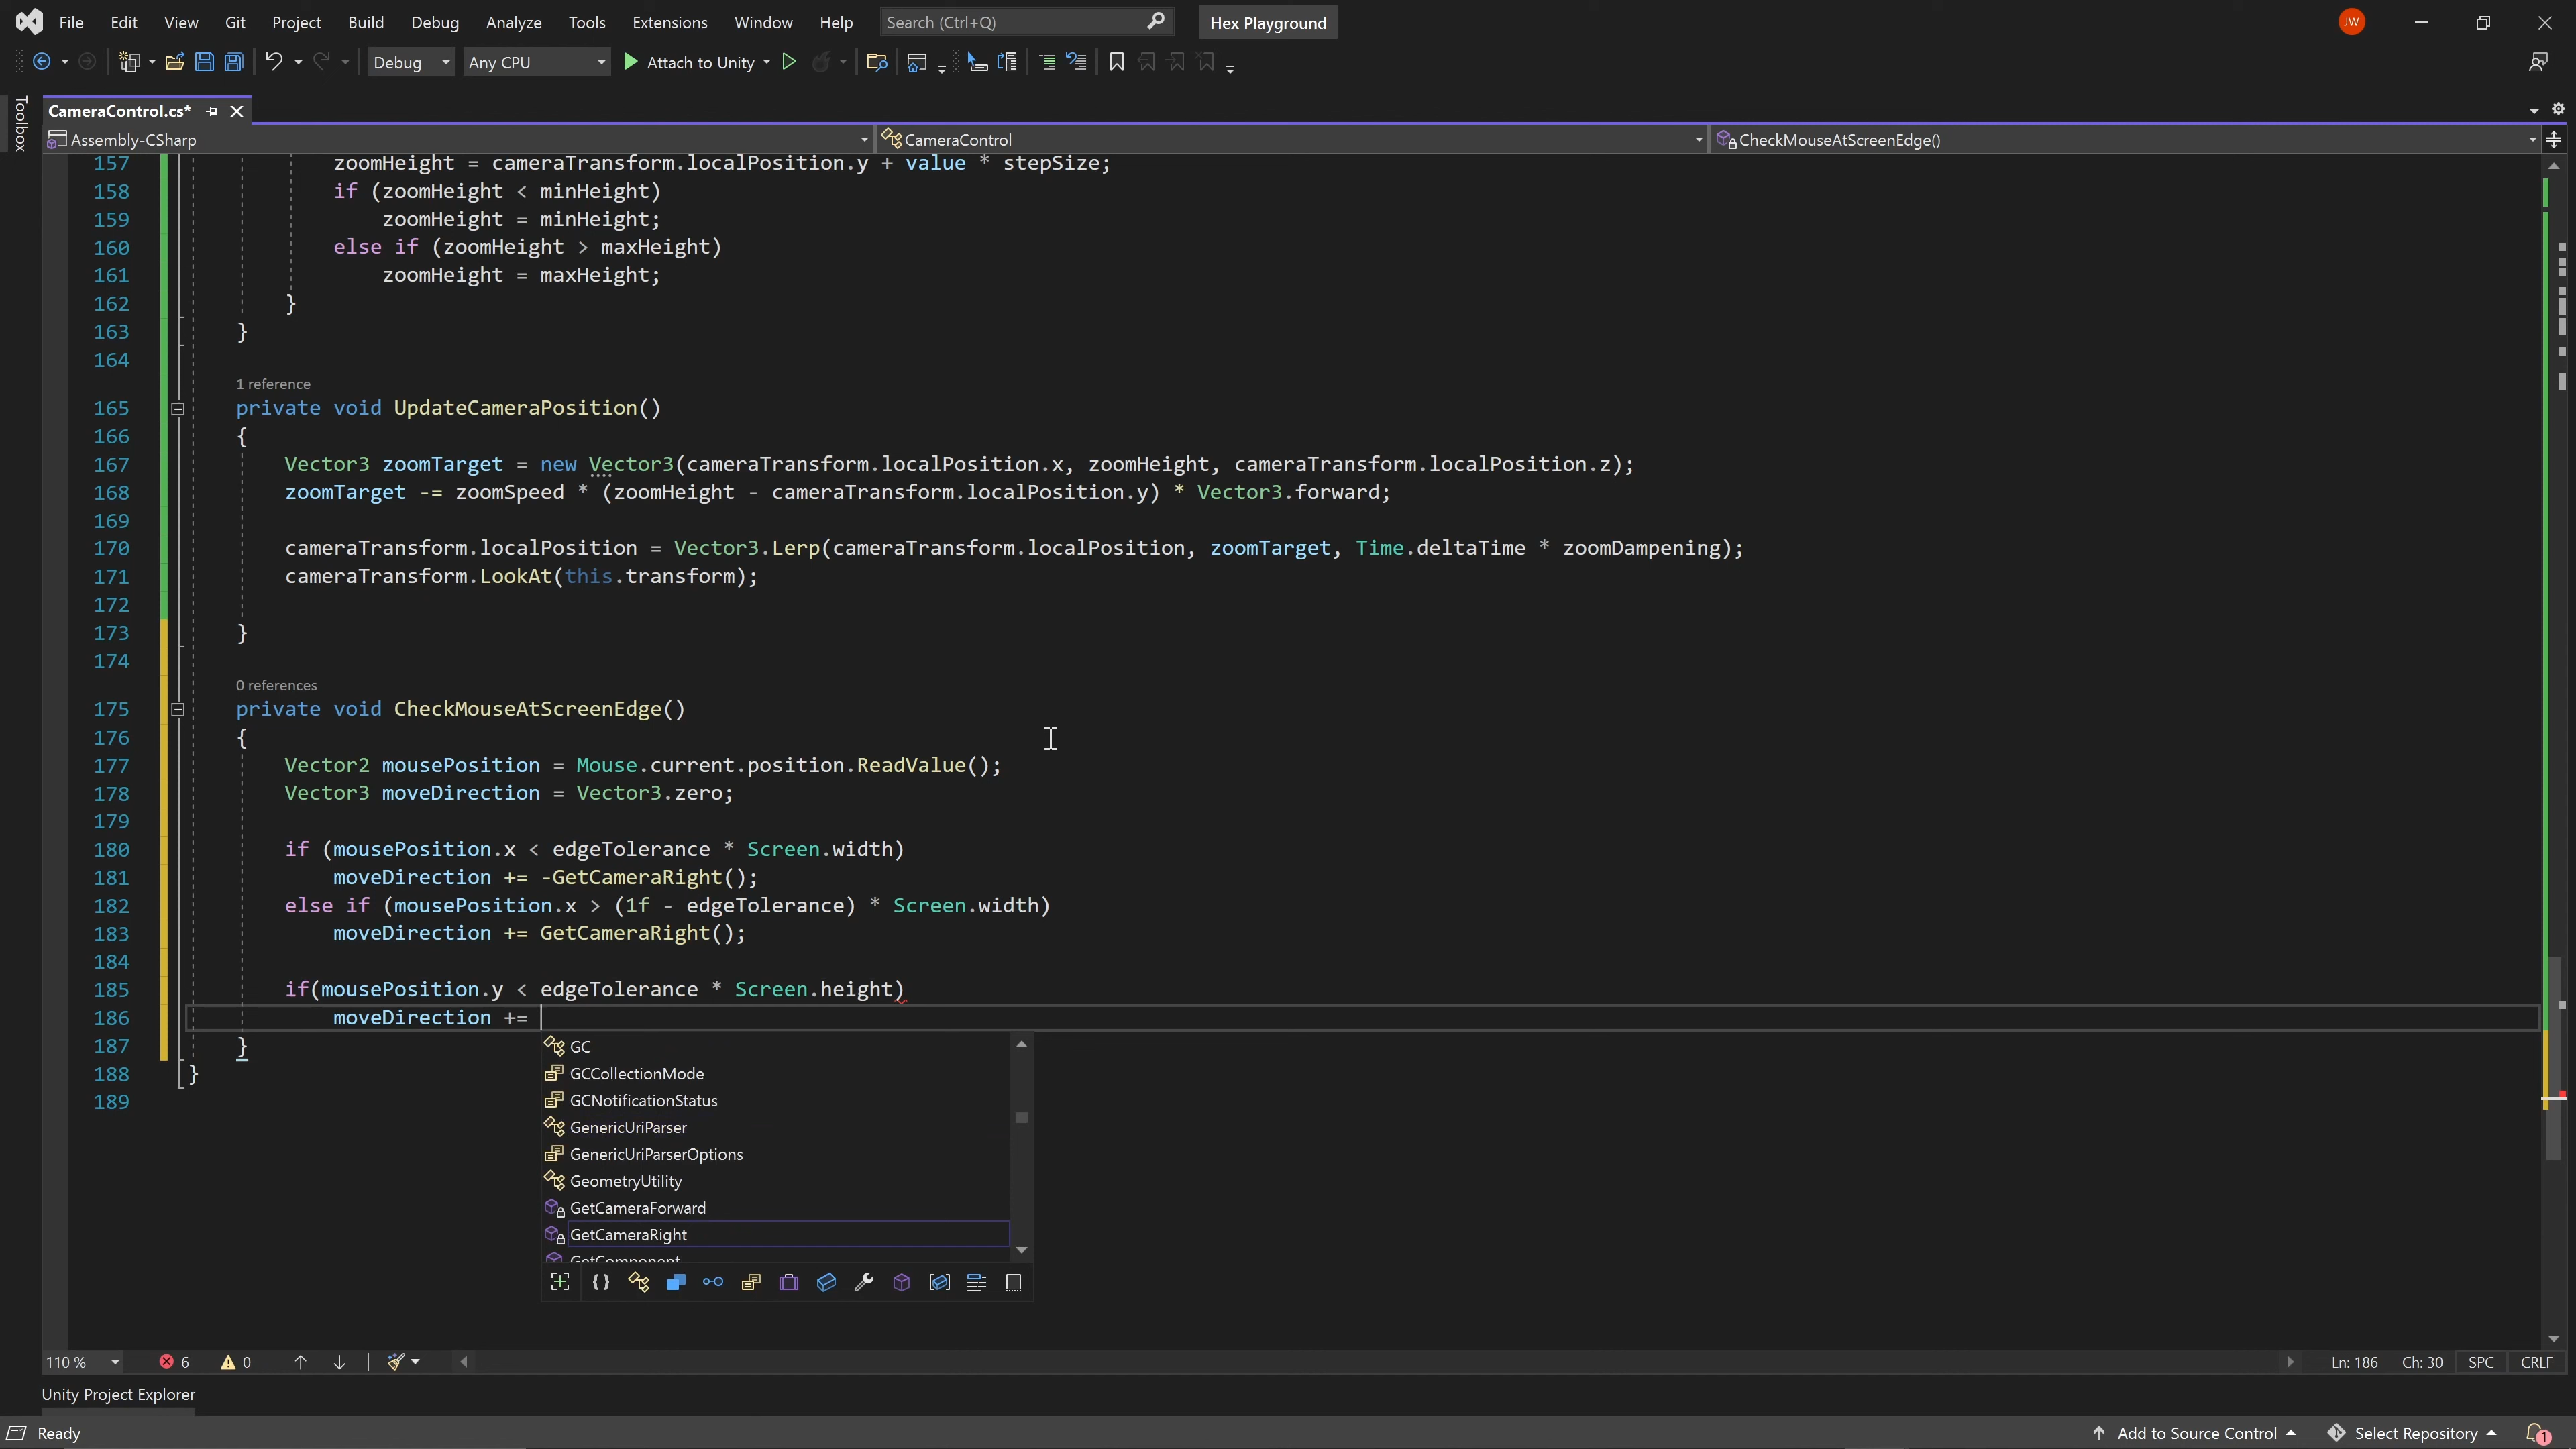 File Edit View Git Project Build Debug Analyze Tools Extensions Window Help Search (Ctrl+Q) Hex Playground JW
Debug Any CPU Attach to Unity
Toolbox
CameraControl.cs*
Assembly-CSharp CameraControl CheckMouseAtScreenEdge()
157 zoomHeight = cameraTransform.localPosition.y + value * stepSize;
158 if (zoomHeight < minHeight)
159 zoomHeight = minHeight;
160 else if (zoomHeight > maxHeight)
161 zoomHeight = maxHeight;
162 }
163 }
164
1 reference
165 private void UpdateCameraPosition()
166 {
167 Vector3 zoomTarget = new Vector3(cameraTransform.localPosition.x, zoomHeight, cameraTransform.localPosition.z);
168 zoomTarget -= zoomSpeed * (zoomHeight - cameraTransform.localPosition.y) * Vector3.forward;
169
170 cameraTransform.localPosition = Vector3.Lerp(cameraTransform.localPosition, zoomTarget, Time.deltaTime * zoomDampening);
171 cameraTransform.LookAt(this.transform);
172
173 }
174
0 references
175 private void CheckMouseAtScreenEdge()
176 {
177 Vector2 mousePosition = Mouse.current.position.ReadValue();
178 Vector3 moveDirection = Vector3.zero;
179
180 if (mousePosition.x < edgeTolerance * Screen.width)
181 moveDirection += -GetCameraRight();
182 else if (mousePosition.x > (1f - edgeTolerance) * Screen.width)
183 moveDirection += GetCameraRight();
184
185 if(mousePosition.y < edgeTolerance * Screen.height)
186 moveDirection +=
187 }
188 }
189
GC
GCCollectionMode
GCNotificationStatus
GenericUriParser
GenericUriParserOptions
GeometryUtility
GetCameraForward
GetCameraRight
GetComponent
110 % 6 0 Ln: 186 Ch: 30 SPC CRLF
Unity Project Explorer
Ready Add to Source Control Select Repository 1